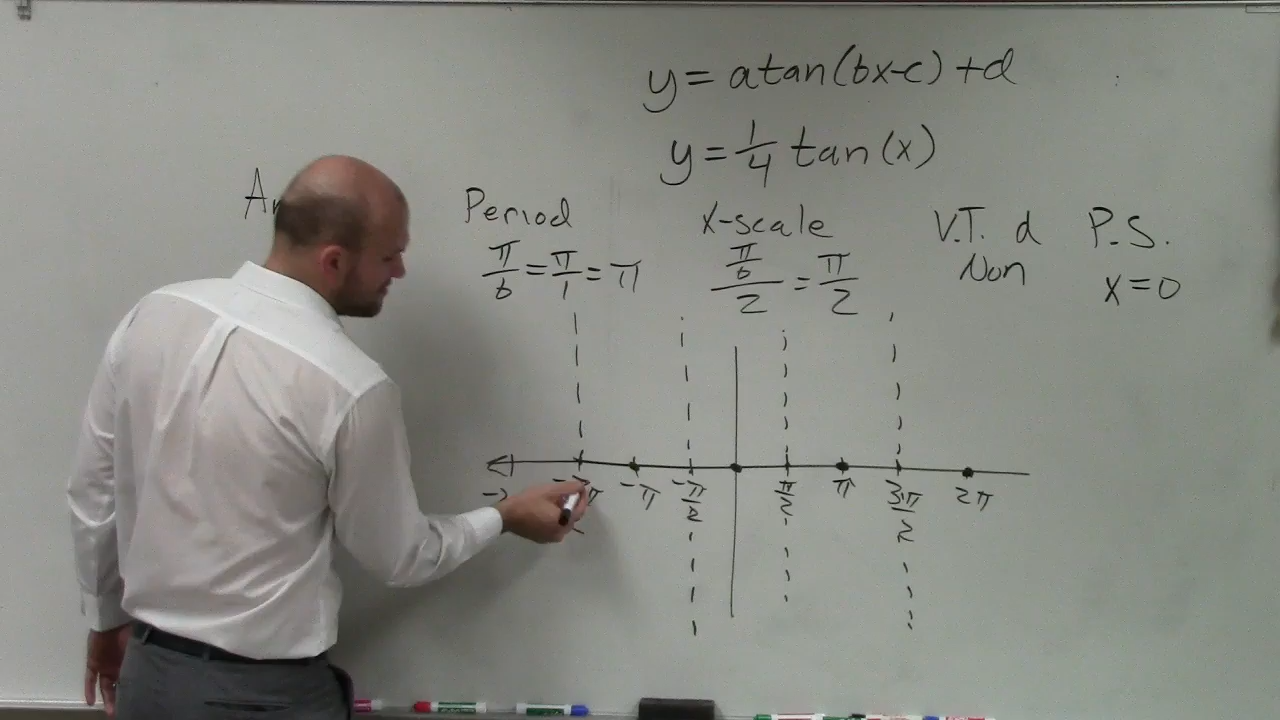 y = a tan(bx-c) + d
y = 1/4 tan(x)
Period X-scale V.T. d P.S.
π/b = π/1 = π (π/b)/2 = π/2 Non x=0
-π -π/2 π/2 π 3π/2 2π